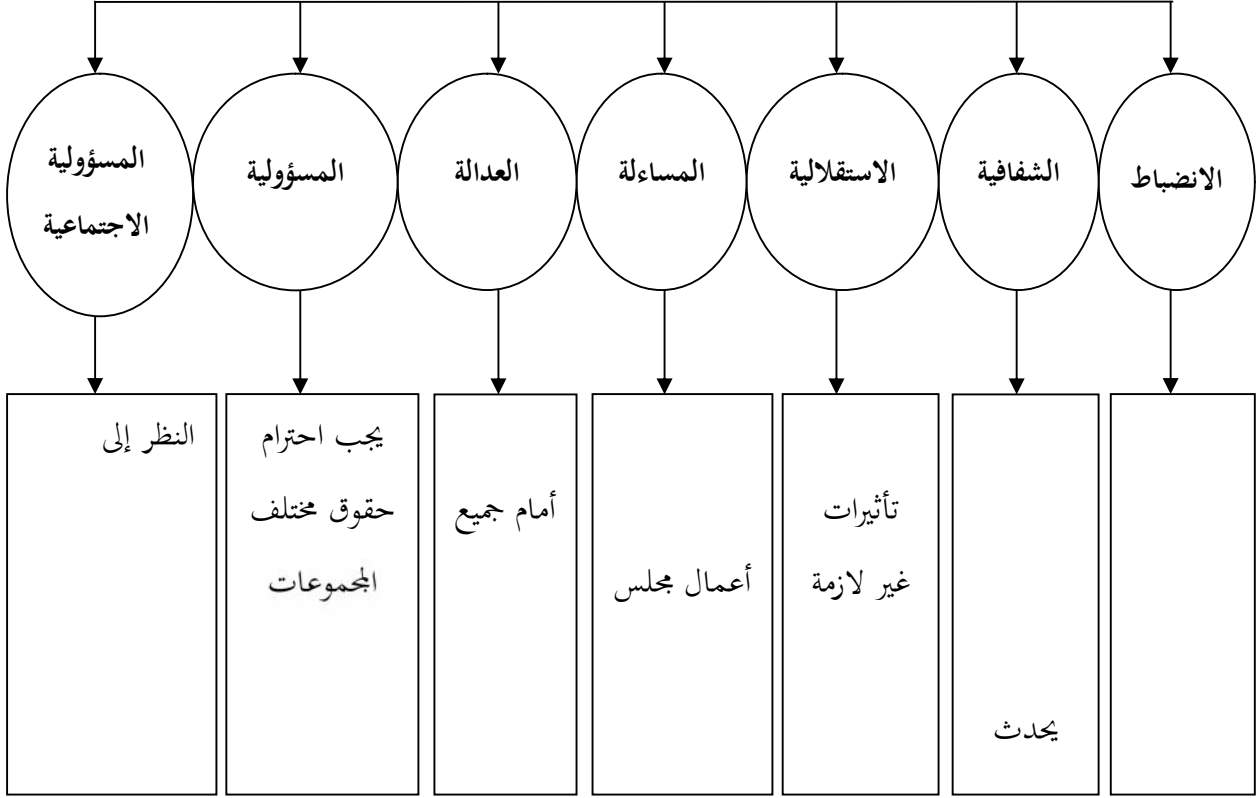 الانضباط
الشفافية
الاستقلالية
المساءلة
العدالة
المسؤولية
المسؤولية
الاجتماعية
يحدث
تأثيرات
غير لازمة
أعمال مجلس
أمام جميع
يجب احترام
حقوق مختلف
المجموعات
النظر إلى